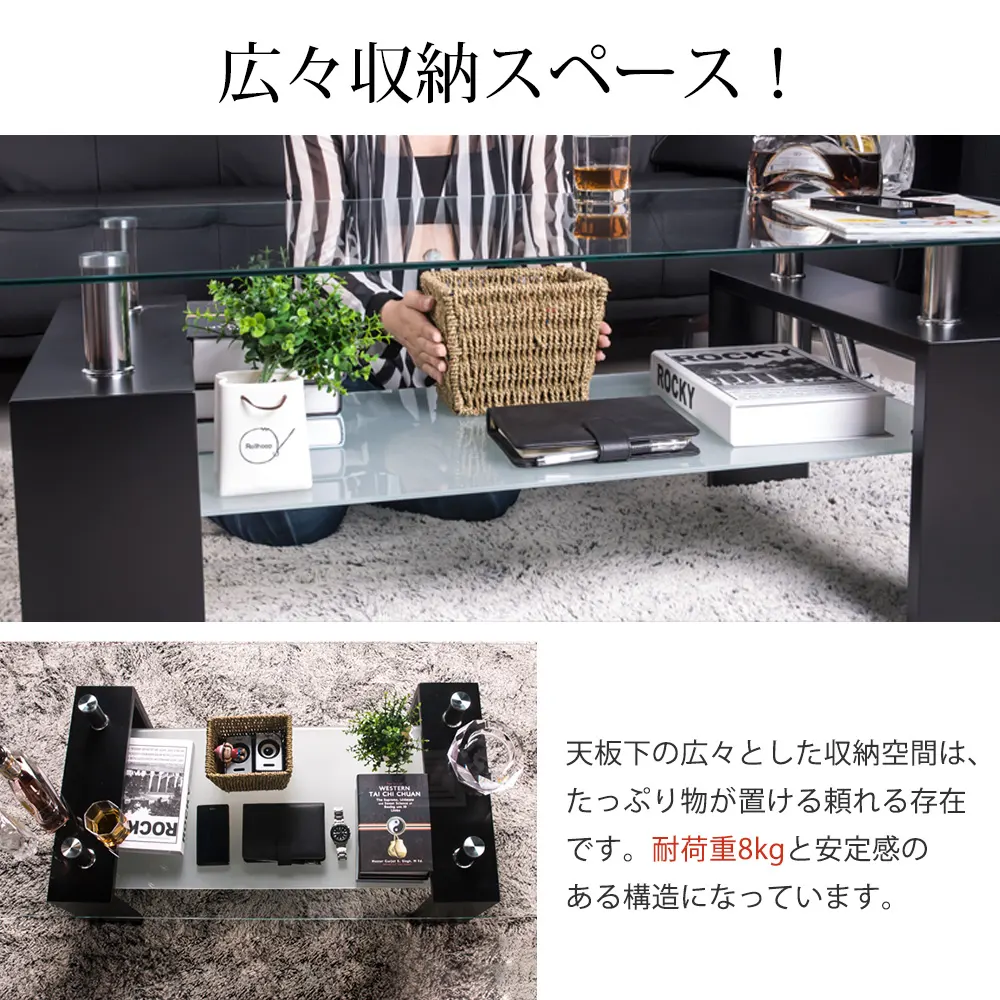 広々収納スペース！
ROCKY
ROCKY
ROCKY
WESTERN
TAI CHI CHUAN
天板下の広々とした収納空間は、
たっぷり物が置ける頼れる存在
です。耐荷重8kgと安定感の
ある構造になっています。